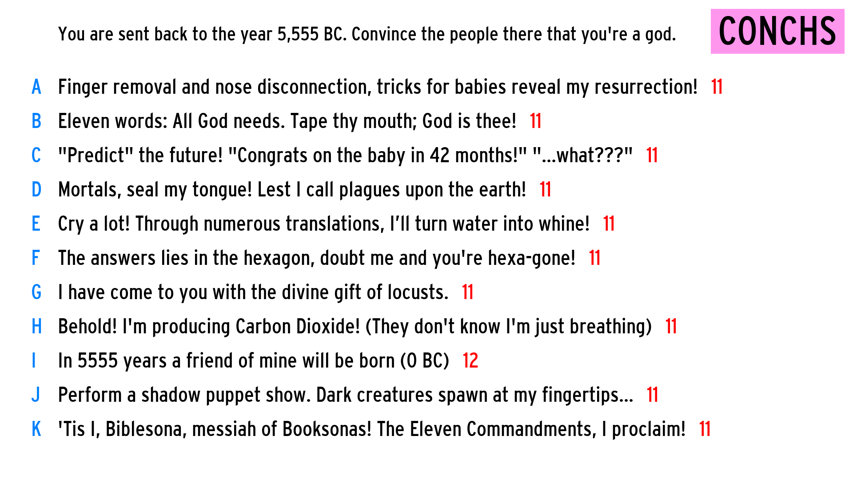 You are sent back to the year 5,555 BC. Convince the people there that you're a god.
CONCHS
A Finger removal and nose disconnection, tricks for babies reveal my resurrection! 11
B Eleven words: All God needs. Tape thy mouth; God is thee! 11
C "Predict" the future! "Congrats on the baby in 42 months!" "...what???" 11
D Mortals, seal my tongue! Lest I call plagues upon the earth! 11
E Cry a lot! Through numerous translations, I’ll turn water into whine! 11
F The answers lies in the hexagon, doubt me and you're hexa-gone! 11
G I have come to you with the divine gift of locusts. 11
H Behold! I'm producing Carbon Dioxide! (They don't know I'm just breathing) 11
I In 5555 years a friend of mine will be born (0 BC) 12
J Perform a shadow puppet show. Dark creatures spawn at my fingertips... 11
K 'Tis I, Biblesona, messiah of Booksonas! The Eleven Commandments, I proclaim! 11